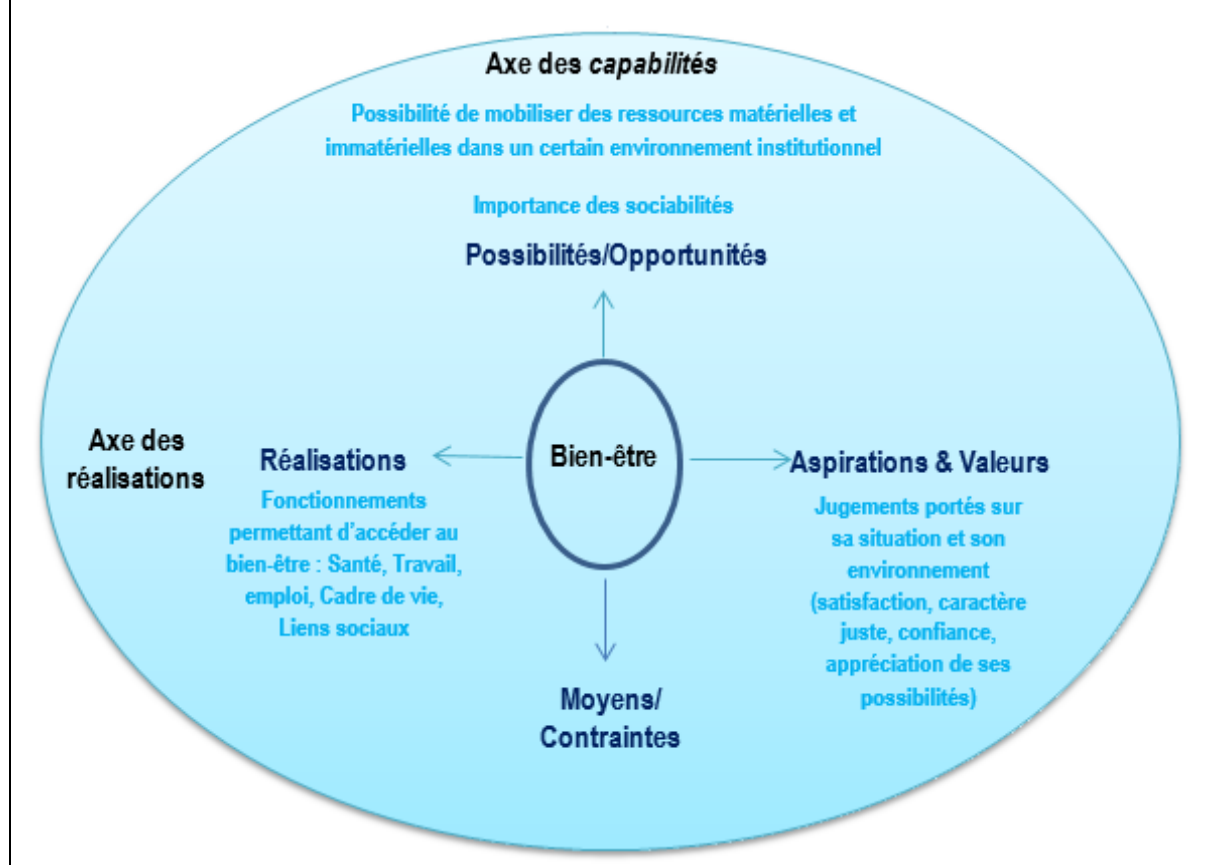 Axe des capabilités
Possibilité de mobiliser des ressources matérielles et
immatérielles dans un certain environnement institutionnel
Importance des sociabilités
Possibilités/Opportunités
Axe des
réalisations
Réalisations
Fonctionnements
permettant d'accéder au
bien-être : Santé, Travail,
emploi, Cadre de vie,
Liens sociaux
Bien-être
Aspirations & Valeurs
Jugements portés sur
sa situation et son
environnement
(satisfaction, caractère
juste, confiance,
appréciation de ses
possibilités)
Moyens/
Contraintes